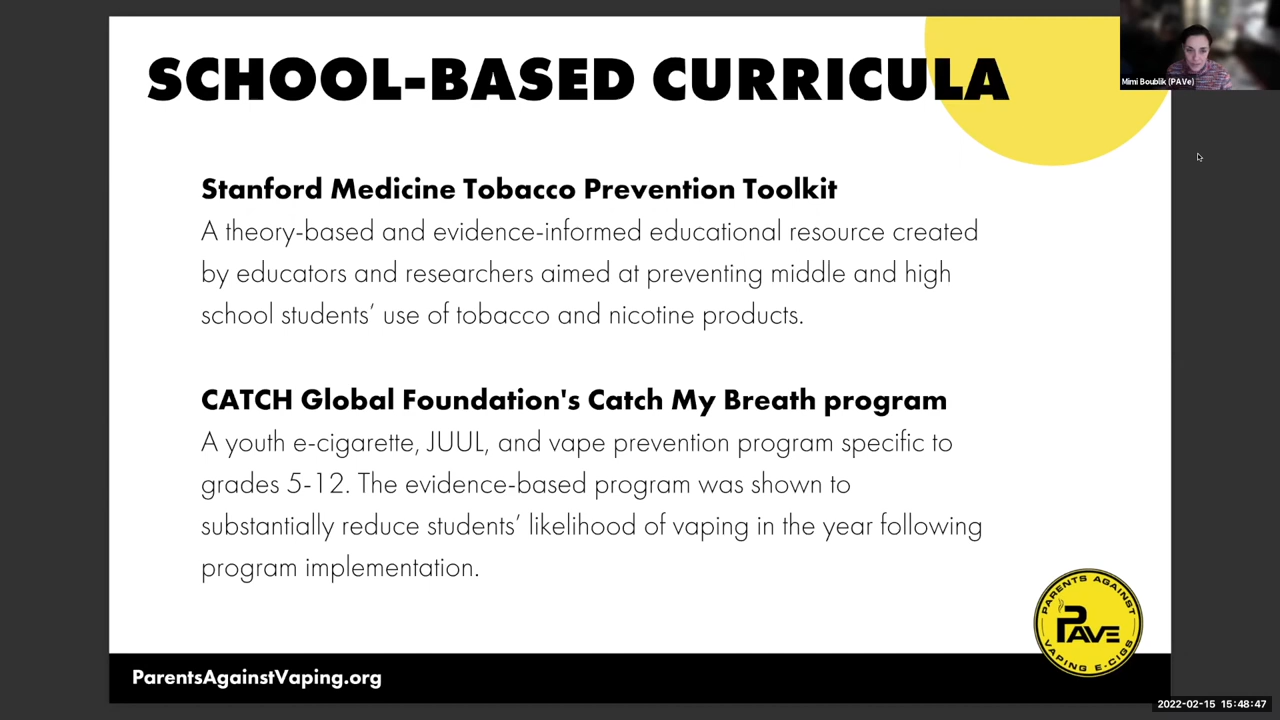 SCHOOL-BASED CURRICULA
Mimi Boublik (PAVe)
Stanford Medicine Tobacco Prevention Toolkit
A theory-based and evidence-informed educational resource created
by educators and researchers aimed at preventing middle and high
school students’ use of tobacco and nicotine products.
CATCH Global Foundation's Catch My Breath program
A youth e-cigarette, JUUL, and vape prevention program specific to
grades 5-12. The evidence-based program was shown to
substantially reduce students’ likelihood of vaping in the year following
program implementation.
PARENTS AGAINST
PAVE
VAPING E-CIGS
ParentsAgainstVaping.org
2022-02-15 15:48:47